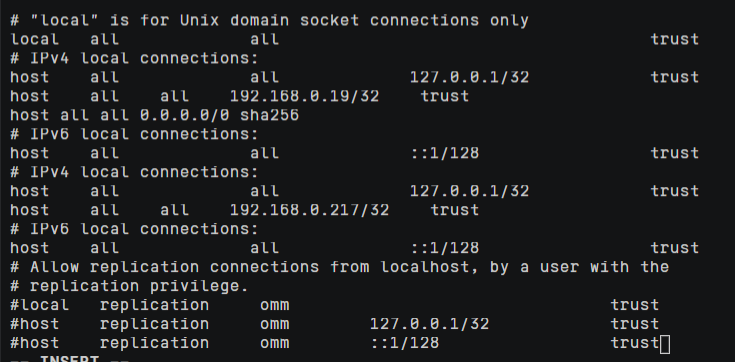 # "local" is for Unix domain socket connections only
local   all             all                                     trust
# IPv4 local connections:
host    all             all             127.0.0.1/32            trust
host    all    all    192.168.0.19/32    trust
host all all 0.0.0.0/0 sha256
# IPv6 local connections:
host    all             all             ::1/128                 trust
# IPv4 local connections:
host    all             all             127.0.0.1/32            trust
host    all    all    192.168.0.217/32    trust
# IPv6 local connections:
host    all             all             ::1/128                 trust
# Allow replication connections from localhost, by a user with the
# replication privilege.
#local   replication     omm                                trust
#host    replication     omm        127.0.0.1/32            trust
#host    replication     omm        ::1/128                 trust
-- INSERT --